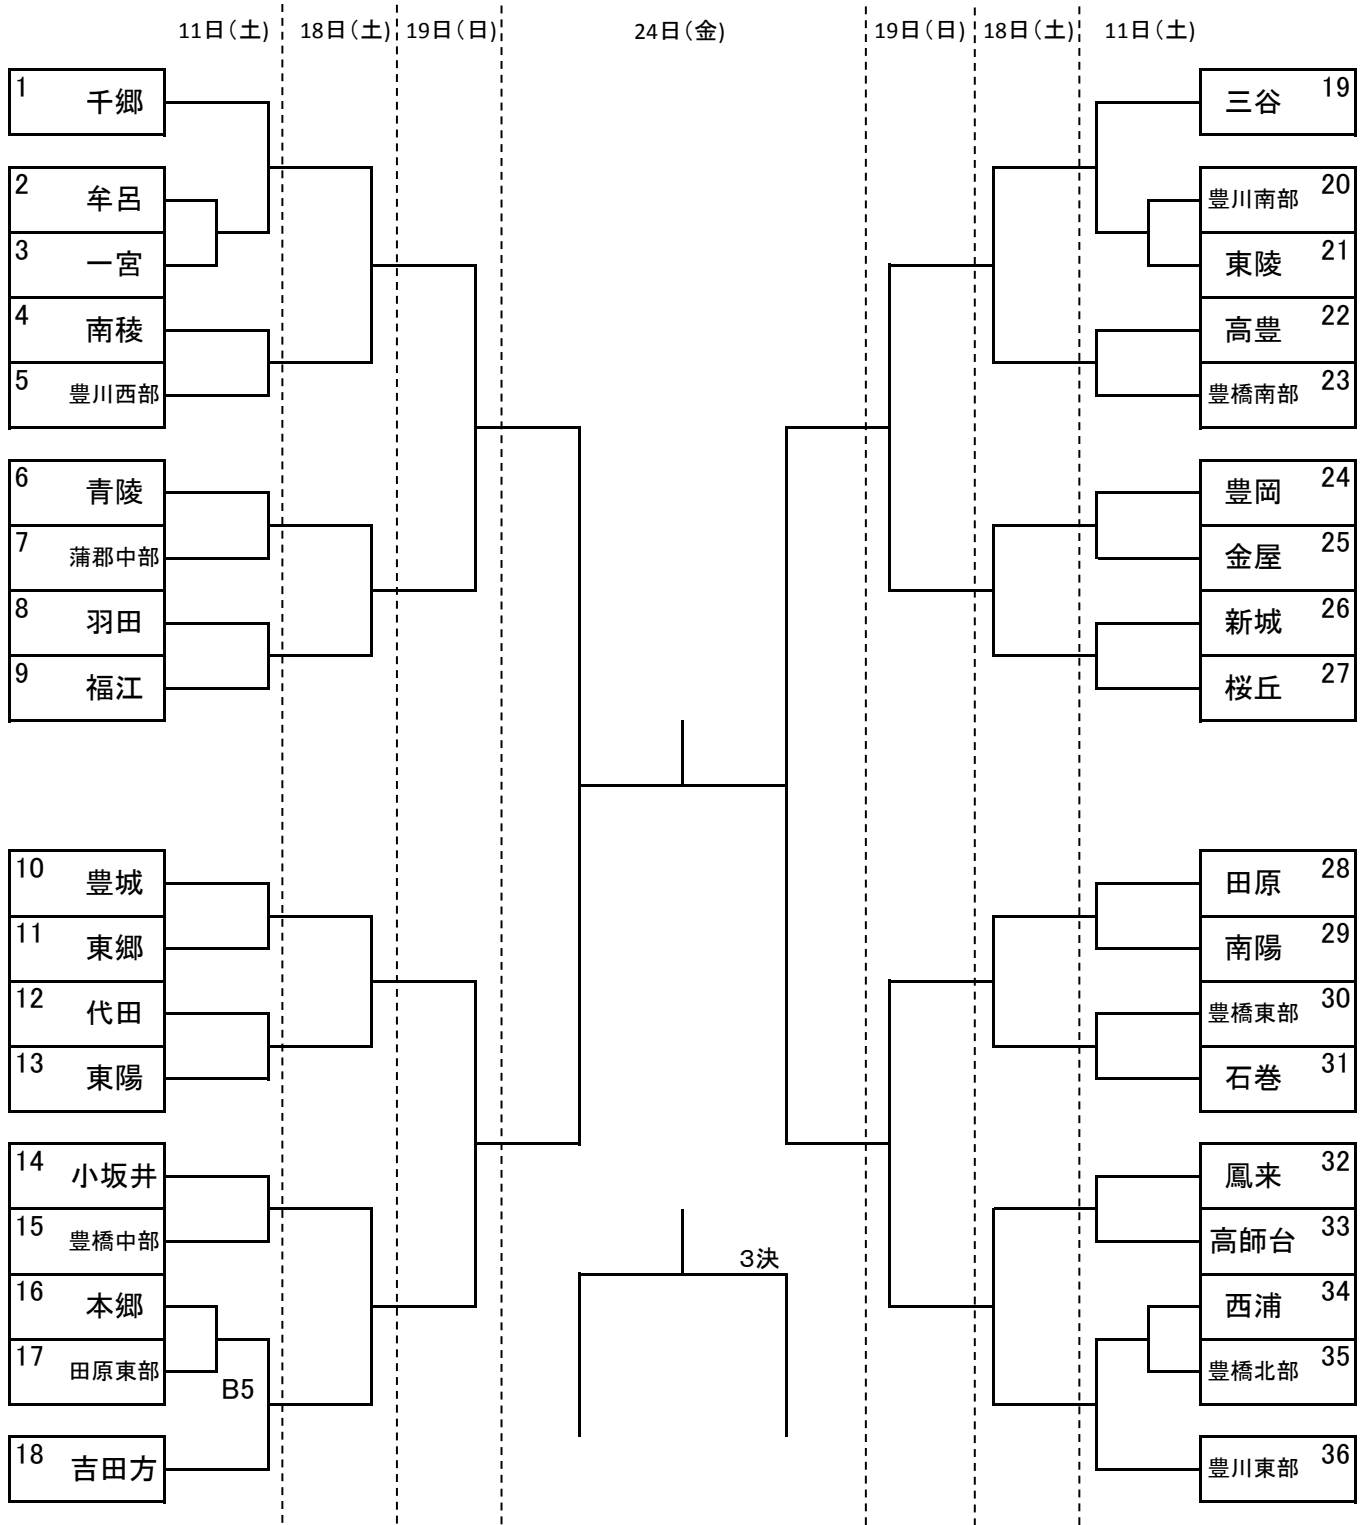 11日(土) 18日(土) 19日(日) 24日(金) 19日(日) 18日(土) 11日(土)
1 千郷
2 牟呂
3 一宮
4 南稜
5 豊川西部
6 青陵
7 蒲郡中部
8 羽田
9 福江
10 豊城
11 東郷
12 代田
13 東陽
14 小坂井
15 豊橋中部
16 本郷
17 田原東部
B5
18 吉田方
3決
三谷 19
豊川南部 20
東陵 21
高豊 22
豊橋南部 23
豊岡 24
金屋 25
新城 26
桜丘 27
田原 28
南陽 29
豊橋東部 30
石巻 31
鳳来 32
高師台 33
西浦 34
豊橋北部 35
豊川東部 36